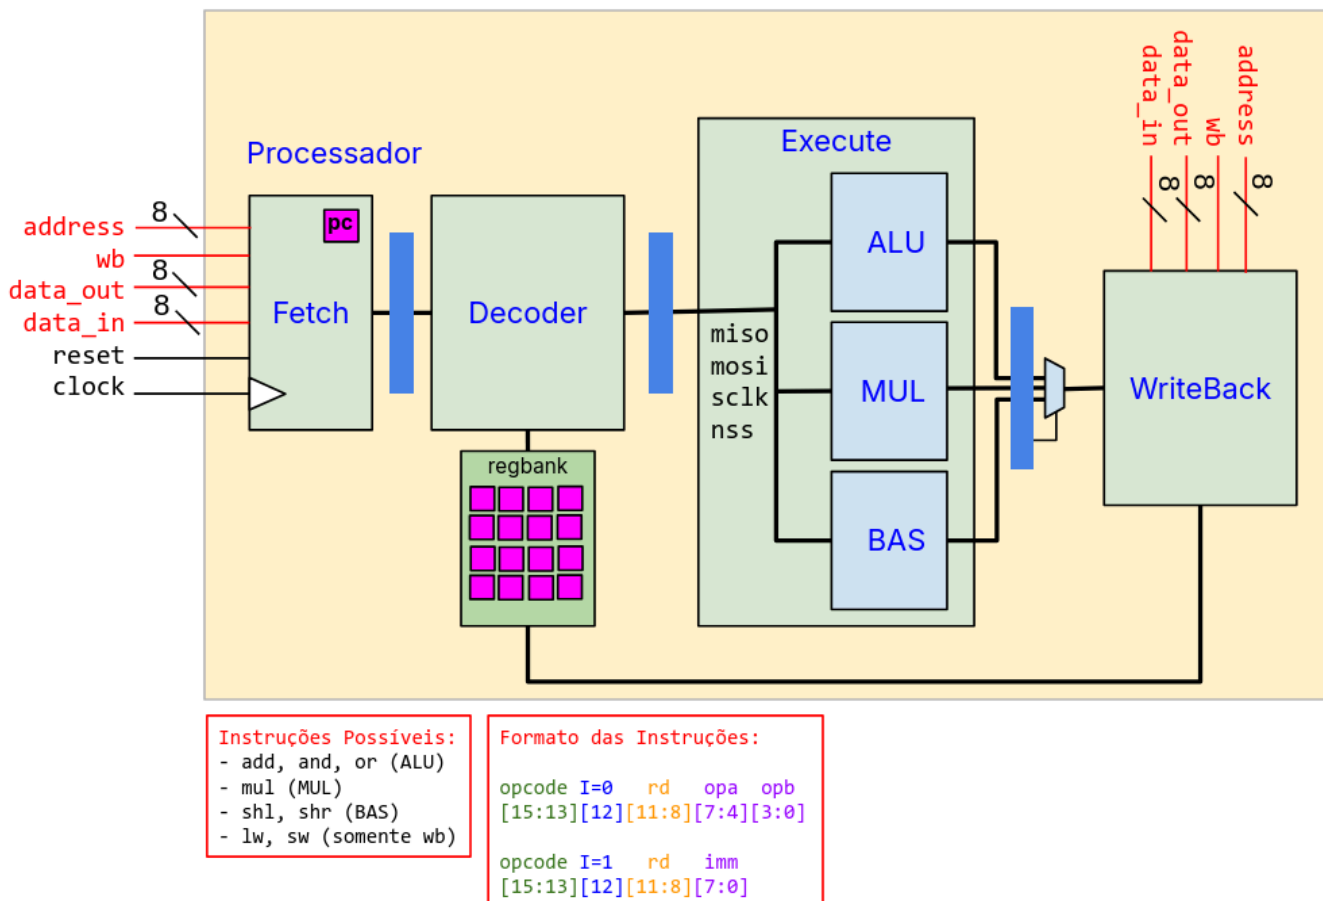 Processador
address
8
wb
data_out
8
data_in
8
reset
clock
pc
Fetch
Decoder
regbank
Execute
miso
mosi
sclk
nss
ALU
MUL
BAS
data_in
data_out
wb
address
8
8
8
WriteBack
Instruções Possíveis:
- add, and, or (ALU)
- mul (MUL)
- shl, shr (BAS)
- lw, sw (somente wb)
Formato das Instruções:
opcode I=0 rd opa opb
[15:13][12][11:8][7:4][3:0]
opcode I=1 rd imm
[15:13][12][11:8][7:0]